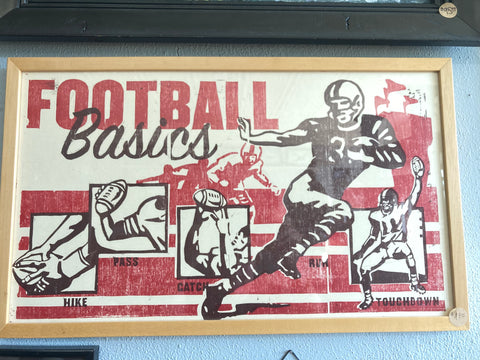 FOOTBALL
Basics
PASS
CATCH
RUN
HIKE
TOUCHDOWN